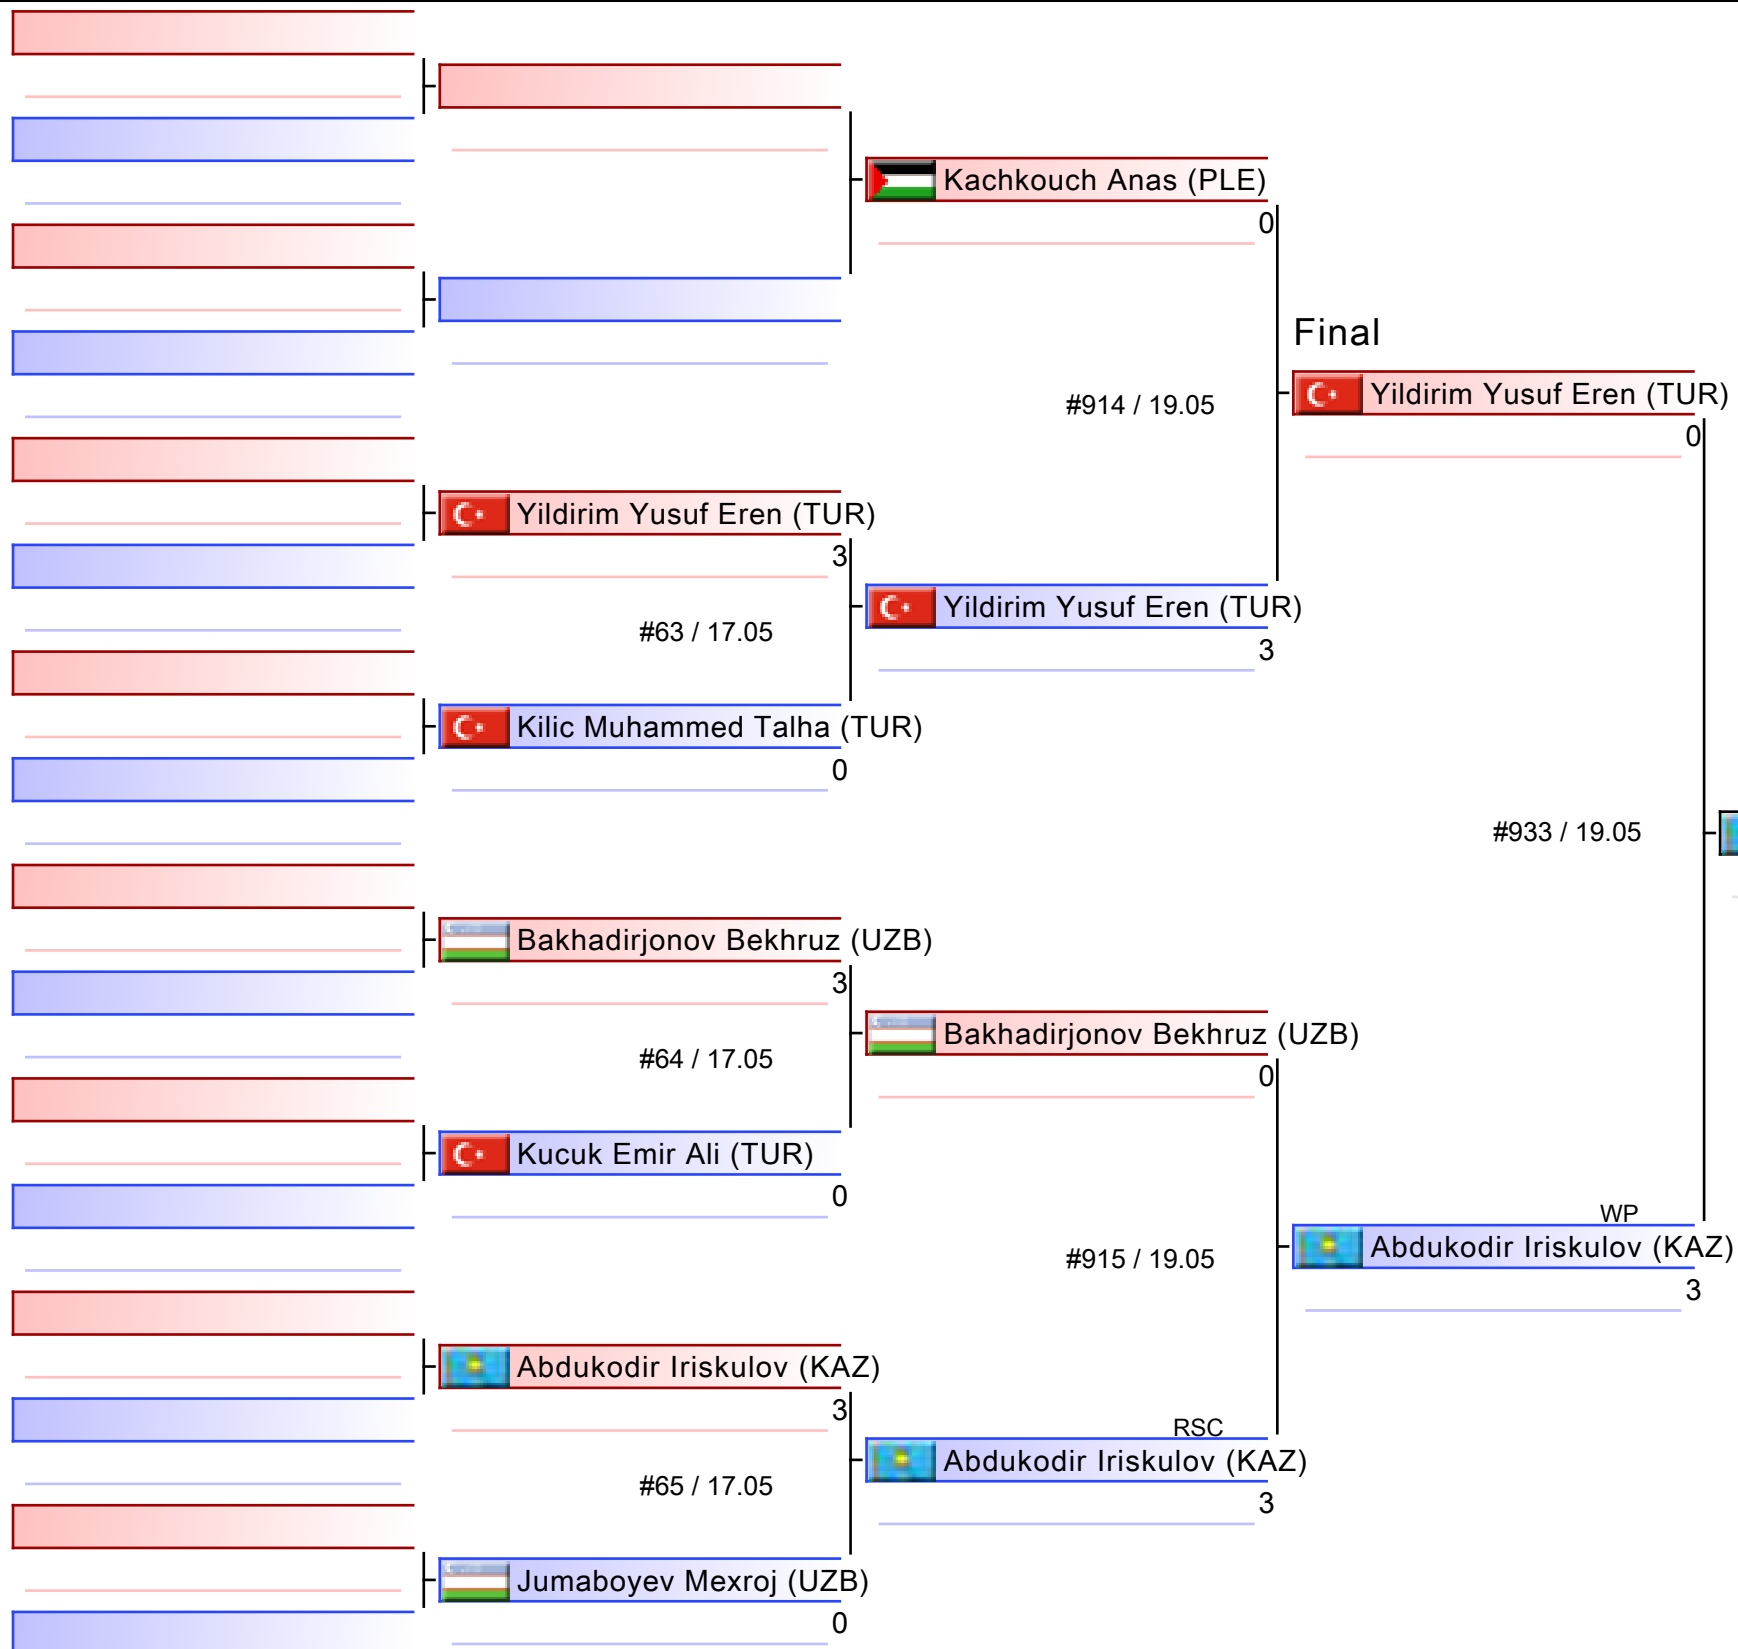 Kachkouch Anas (PLE)
0
Final
#914 / 19.05
Yildirim Yusuf Eren (TUR)
0
Yildirim Yusuf Eren (TUR)
3
#63 / 17.05
Yildirim Yusuf Eren (TUR)
3
Kilic Muhammed Talha (TUR)
0
#933 / 19.05
Bakhadirjonov Bekhruz (UZB)
3
#64 / 17.05
Bakhadirjonov Bekhruz (UZB)
0
Kucuk Emir Ali (TUR)
0
#915 / 19.05
WP
Abdukodir Iriskulov (KAZ)
3
Abdukodir Iriskulov (KAZ)
3
#65 / 17.05
RSC
Abdukodir Iriskulov (KAZ)
3
Jumaboyev Mexroj (UZB)
0